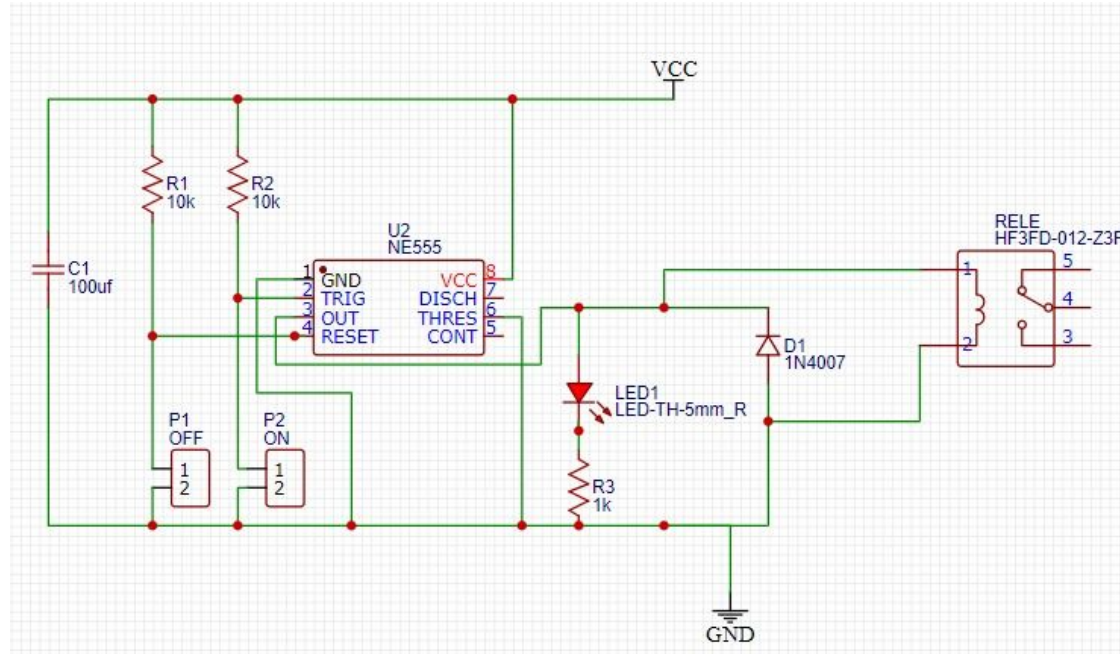 VCC
R1
10k
R2
10k
C1
100uf
U2
NE555
1
GND
2
TRIG
3
OUT
4
RESET
VCC
8
DISCH
7
THRES
6
CONT
5
RELE
HF3FD-012-Z3F
1
2
5
4
3
D1
1N4007
LED1
LED-TH-5mm_R
P1
OFF
1
2
P2
ON
1
2
R3
1k
GND